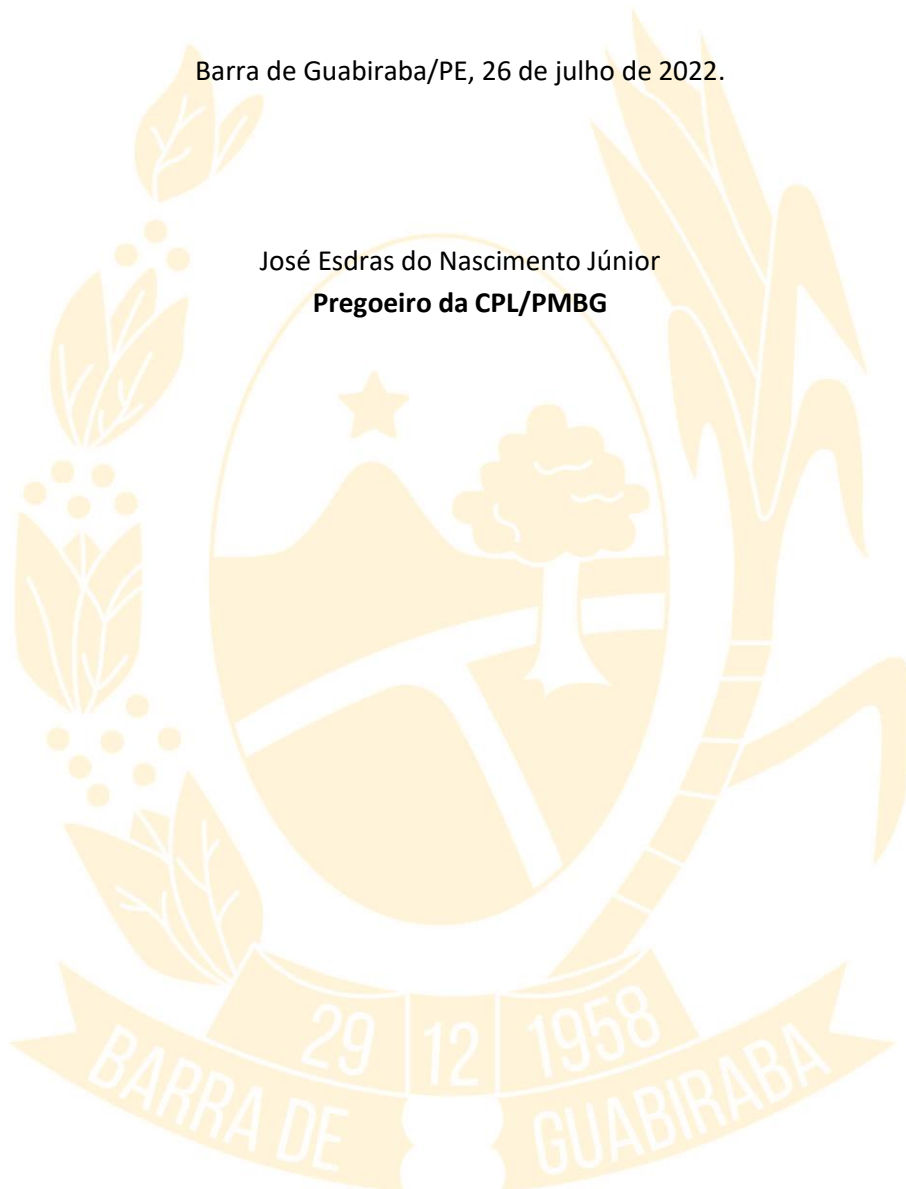 Barra de Guabiraba/PE, 26 de julho de 2022.
José Esdras do Nascimento Júnior
Pregoeiro da CPL/PMBG
29 12 1958
BARRA DE GUABIRABA